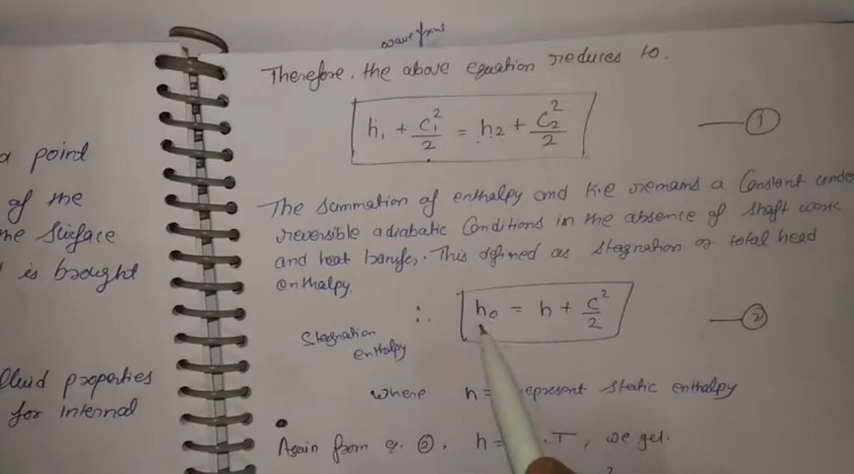 wavefrons
Therefore, the above equation reduces to.
h₁ + C₁²/2 = h₂ + C₂²/2 —①
The Summation of enthalpy and K.e remains a Constant unde
reversible adiabatic Conditions in the absence of shaft work
and heat transfer. This defined as stagnation or total head
enthalpy.
∴ h₀ = h + C²/2 —②
Stagnation
enthalpy
where h = represent static enthalpy
Again from eq. ②, h = .T, we get.
a point
of the
he Surface
is brought
fluid properties
for internal